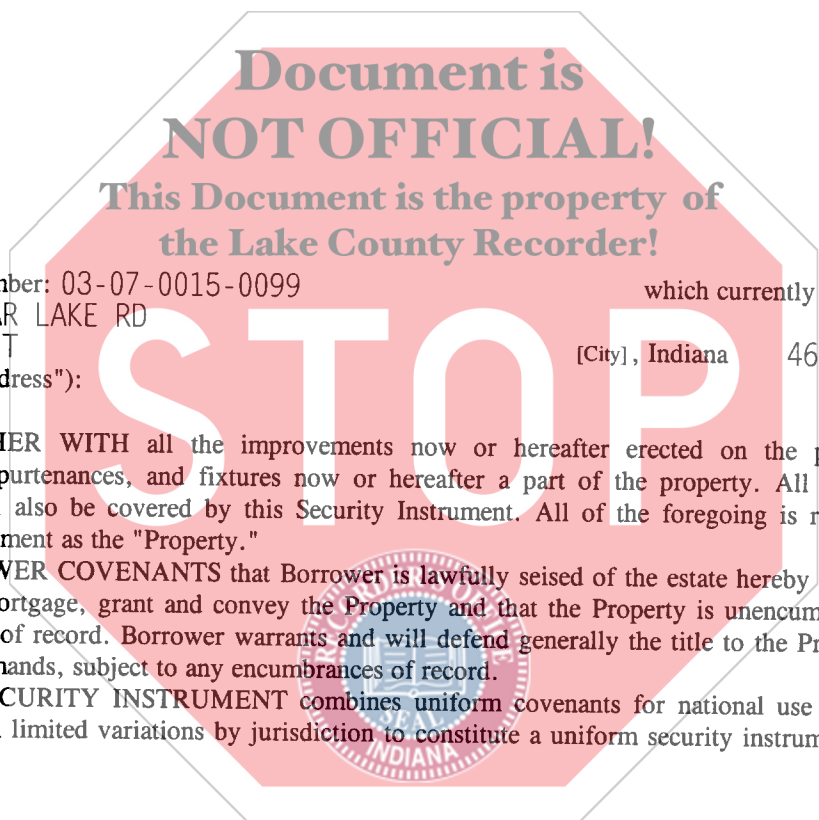 Document is
NOT OFFICIAL!
This Document is the property of
the Lake County Recorder!
nber: 03-07-0015-0099 which currently
R LAKE RD
T [City], Indiana 46
dress"):
STOP
IER WITH all the improvements now or hereafter erected on the p
purtenances, and fixtures now or hereafter a part of the property. All
also be covered by this Security Instrument. All of the foregoing is r
ment as the "Property."
WER COVENANTS that Borrower is lawfully seised of the estate hereby
ortgage, grant and convey the Property and that the Property is unencum
of record. Borrower warrants and will defend generally the title to the Pr
nands, subject to any encumbrances of record.
CURITY INSTRUMENT combines uniform covenants for national use
limited variations by jurisdiction to constitute a uniform security instrum
SEAL
INDIANA